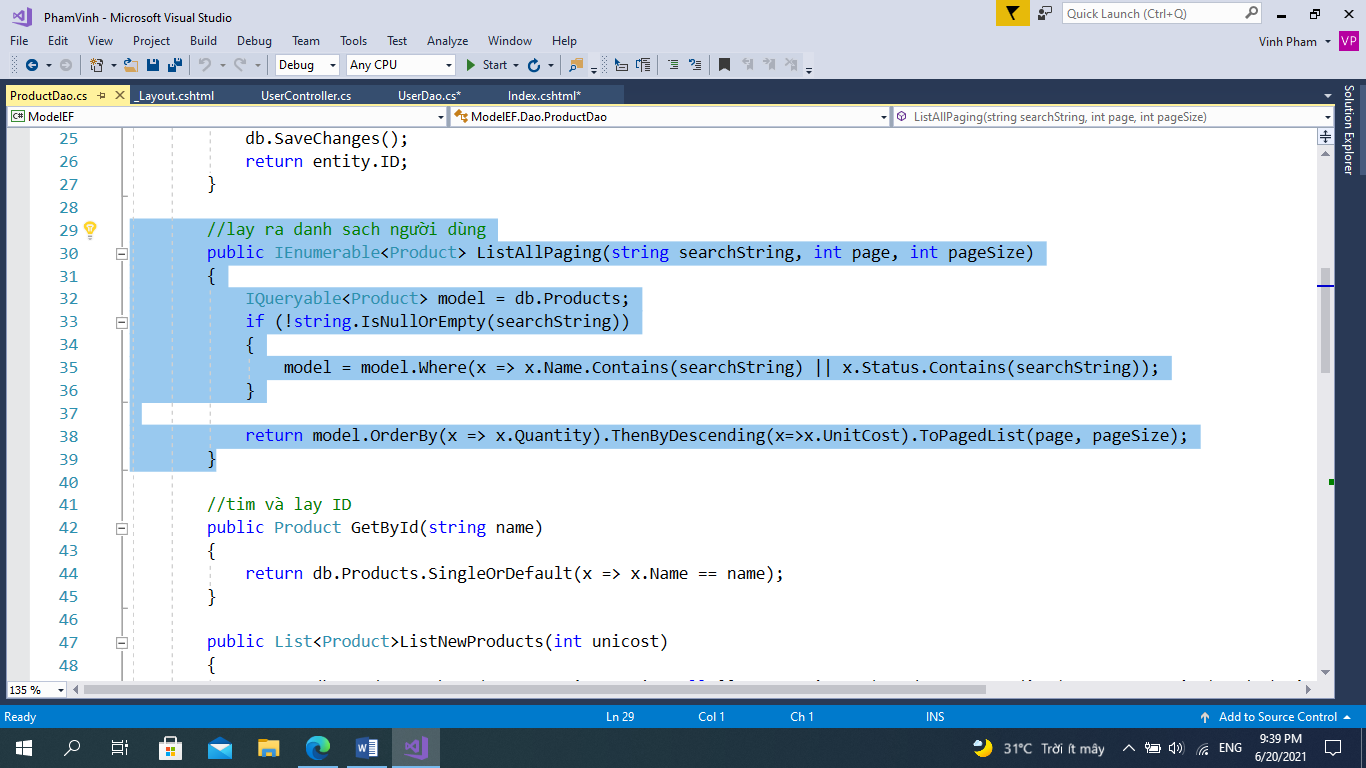 PhamVinh - Microsoft Visual Studio
Quick Launch (Ctrl+Q)
File Edit View Project Build Debug Team Tools Test Analyze Window Help
Vinh Pham VP
Debug Any CPU Start
ProductDao.cs _Layout.cshtml UserController.cs UserDao.cs* Index.cshtml*
Solution Explorer
C# ModelEF ModelEF.Dao.ProductDao ListAllPaging(string searchString, int page, int pageSize)
25 db.SaveChanges();
26 return entity.ID;
27 }
28
29 //lay ra danh sach người dùng
30 public IEnumerable<Product> ListAllPaging(string searchString, int page, int pageSize)
31 {
32 IQueryable<Product> model = db.Products;
33 if (!string.IsNullOrEmpty(searchString))
34 {
35 model = model.Where(x => x.Name.Contains(searchString) || x.Status.Contains(searchString));
36 }
37
38 return model.OrderBy(x => x.Quantity).ThenByDescending(x=>x.UnitCost).ToPagedList(page, pageSize);
39 }
40
41 //tim và lay ID
42 public Product GetById(string name)
43 {
44 return db.Products.SingleOrDefault(x => x.Name == name);
45 }
46
47 public List<Product>ListNewProducts(int unicost)
48 {
135 %
Ready Ln 29 Col 1 Ch 1 INS Add to Source Control
31°C Trời ít mây ENG 9:39 PM
6/20/2021